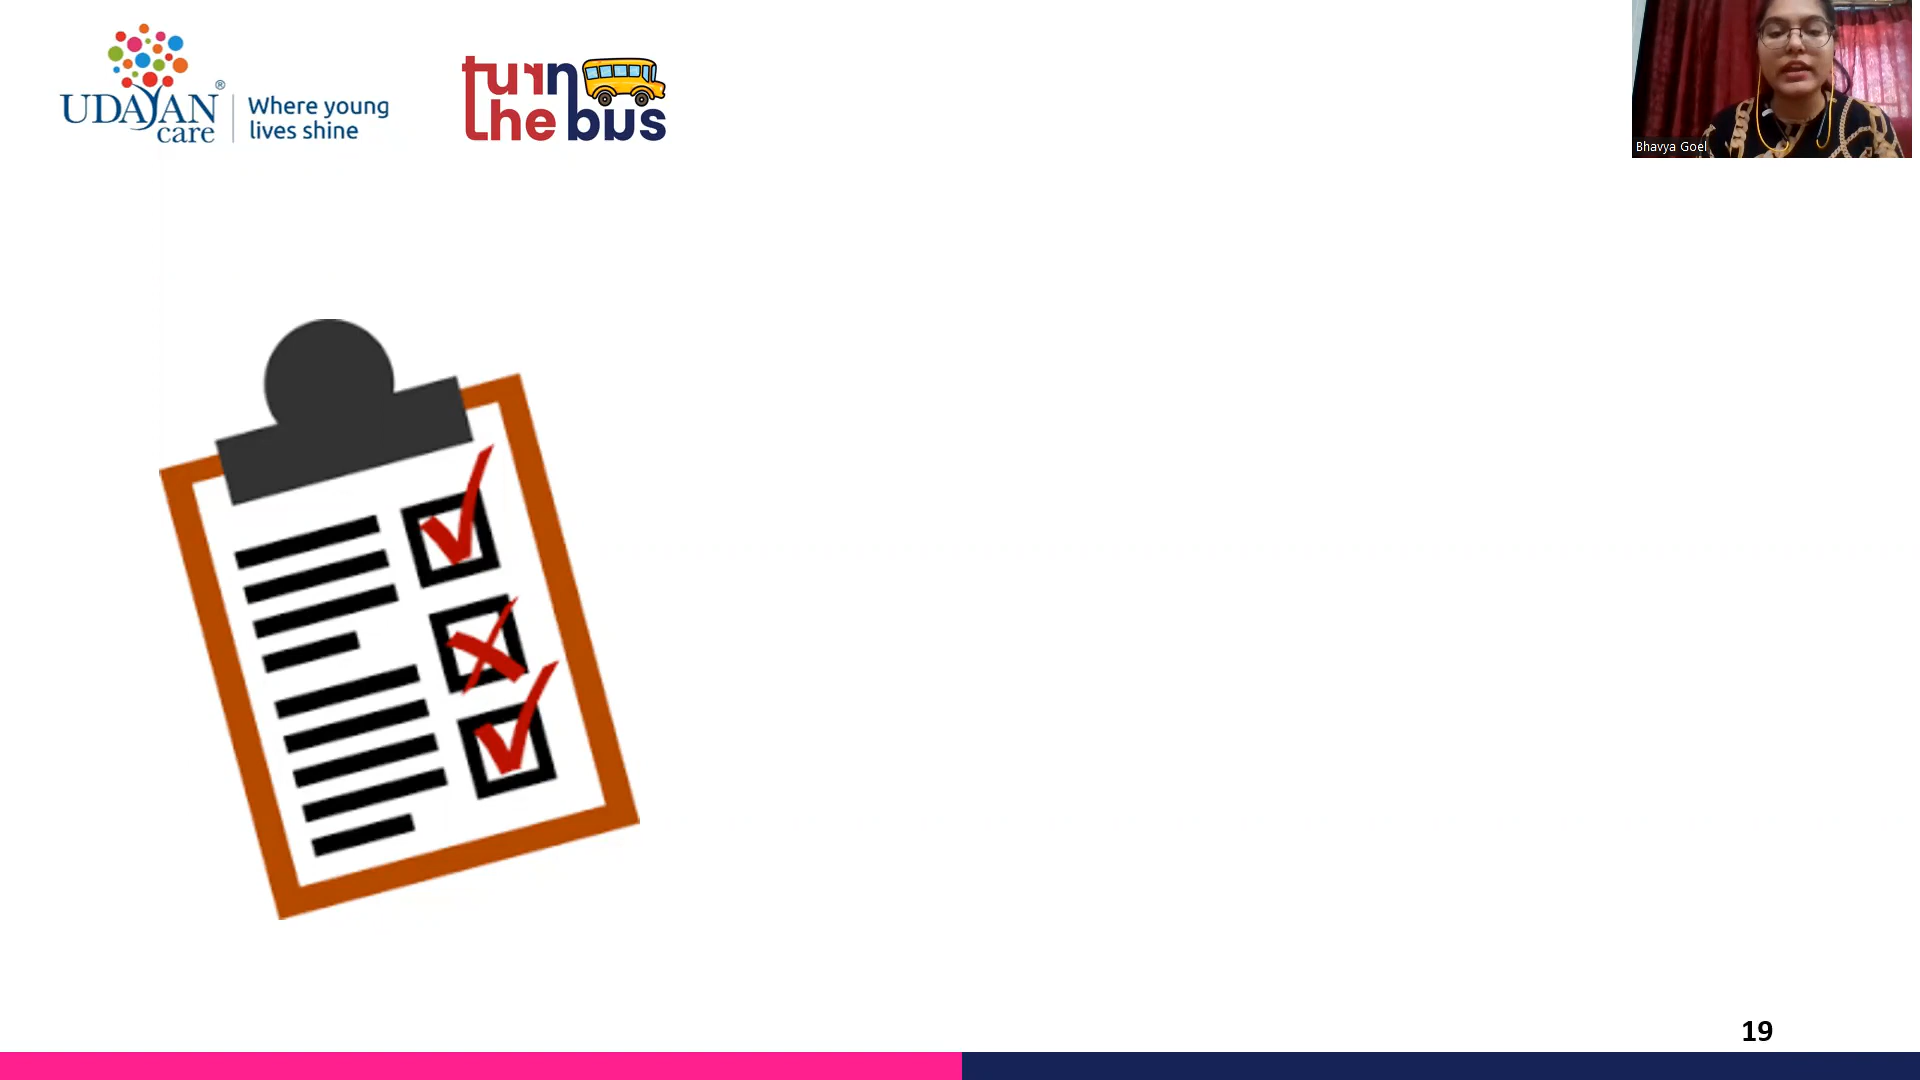 UDAYAN®
care
Where young
lives shine
turn
the bus
Bhavya Goel
19